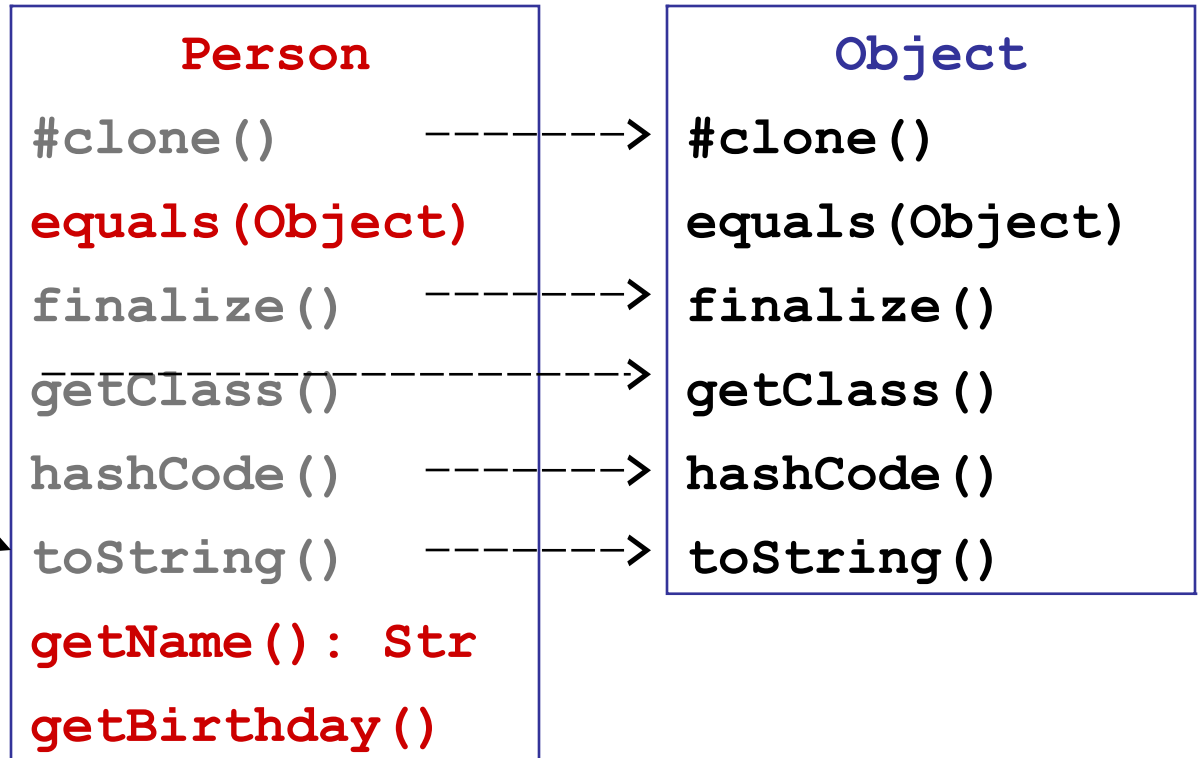 Person
#clone()
equals(Object)
finalize()
getClass()
hashCode()
toString()
getName(): Str
getBirthday()
Object
#clone()
equals(Object)
finalize()
getClass()
hashCode()
toString()